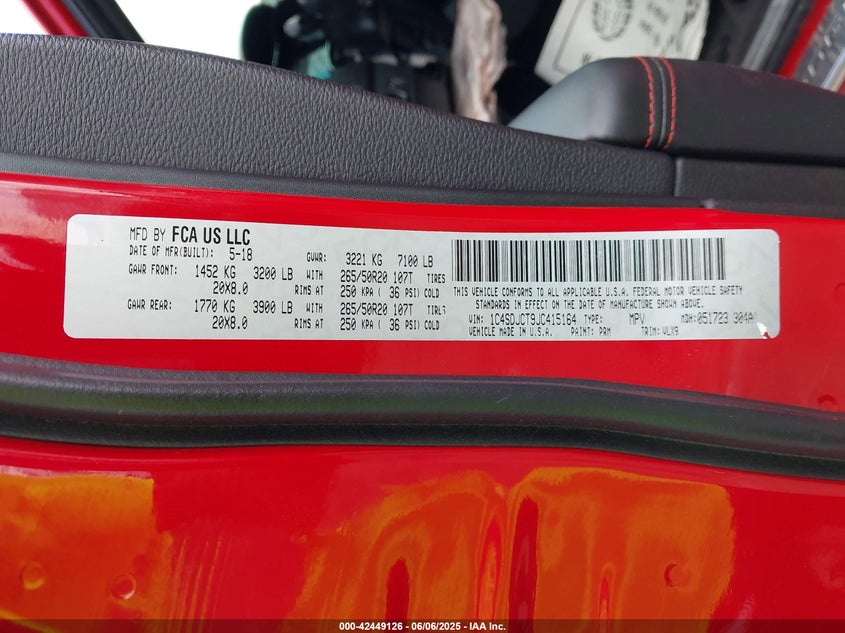 MFD BY FCA US LLC
DATE OF MFR(BUILT): 5-18 GVWR: 3221 KG 7100 LB
GAWR FRONT: 1452 KG 3200 LB WITH 265/50R20 107T TIRES
20X8.0 RIMS AT 250 KPA ( 36 PSI) COLD
GAWR REAR: 1770 KG 3900 LB WITH 265/50R20 107T
20X8.0 RIMS AT 250 KPA ( 36 PSI) COLD
THIS VEHICLE CONFORMS TO ALL APPLICABLE U.S.A. FEDERAL MOTOR VEHICLE SAFETY
STANDARDS IN EFFECT ON THE DATE OF MANUFACTURE SHOWN ABOVE.
VIN: 1C4SDJCT9JC415164 TYPE: MPV MDH: 051723
VEHICLE MADE IN U.S.A. PAINT: PRM TRIM: VLX9
000-42449126 | 06/06/2025 | IAA Inc.